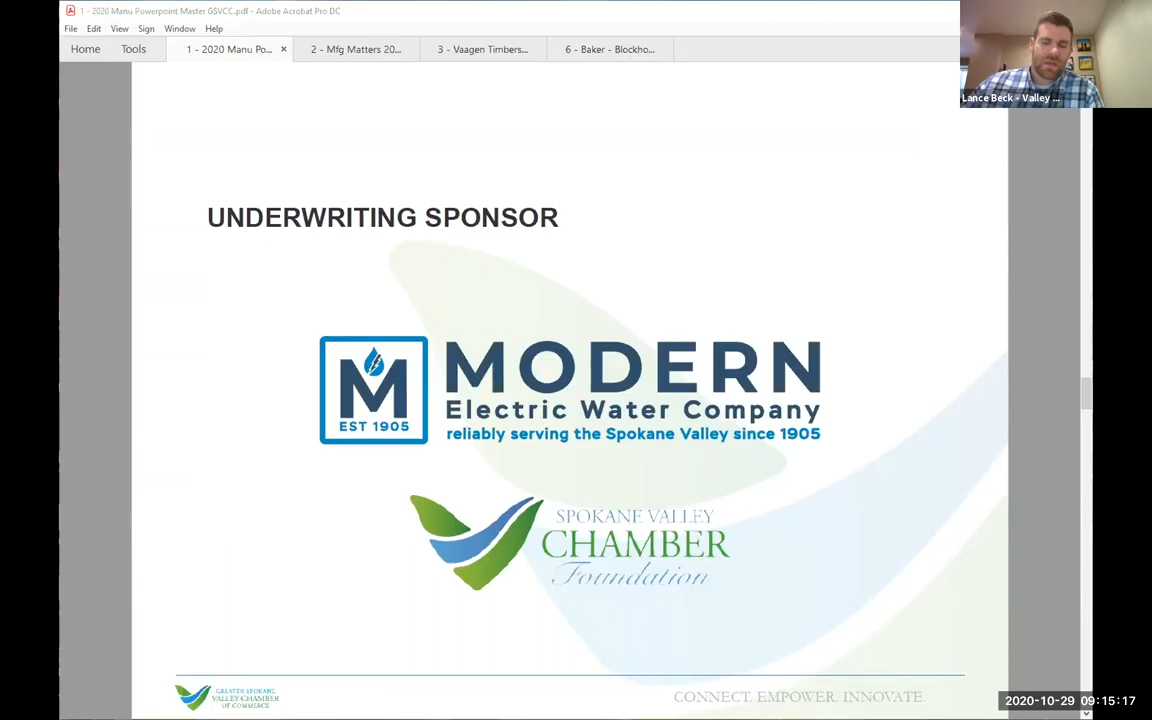 1 - 2020 Manu Powerpoint Master GSVCC.pdf - Adobe Acrobat Pro DC
File Edit View Sign Window Help
Home Tools 1 - 2020 Manu Po... × 2 - Mfg Matters 20... 3 - Vaagen Timbers... 6 - Baker - Blockho...
Lance Beck - Valley ...
UNDERWRITING SPONSOR
M
EST 1905
MODERN
Electric Water Company
reliably serving the Spokane Valley since 1905
SPOKANE VALLEY
CHAMBER
Foundation
GREATER SPOKANE
VALLEY CHAMBER
OF COMMERCE
CONNECT. EMPOWER. INNOVATE.
2020-10-29 09:15:17